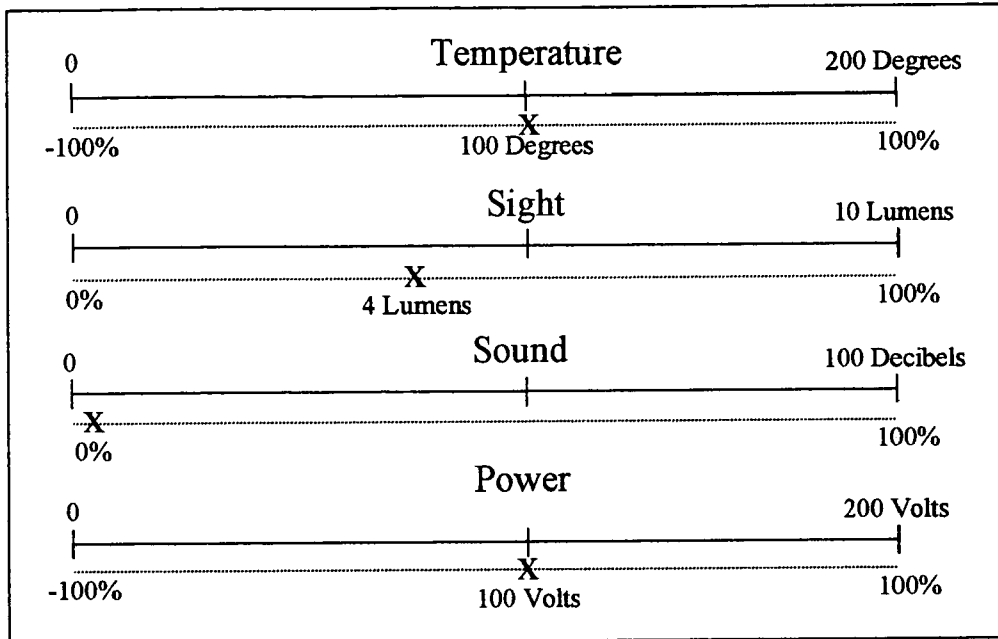 Temperature
0 200 Degrees
X
-100% 100 Degrees 100%
Sight
0 10 Lumens
X
0% 4 Lumens 100%
Sound
0 100 Decibels
X
0% 100%
Power
0 200 Volts
X
-100% 100 Volts 100%